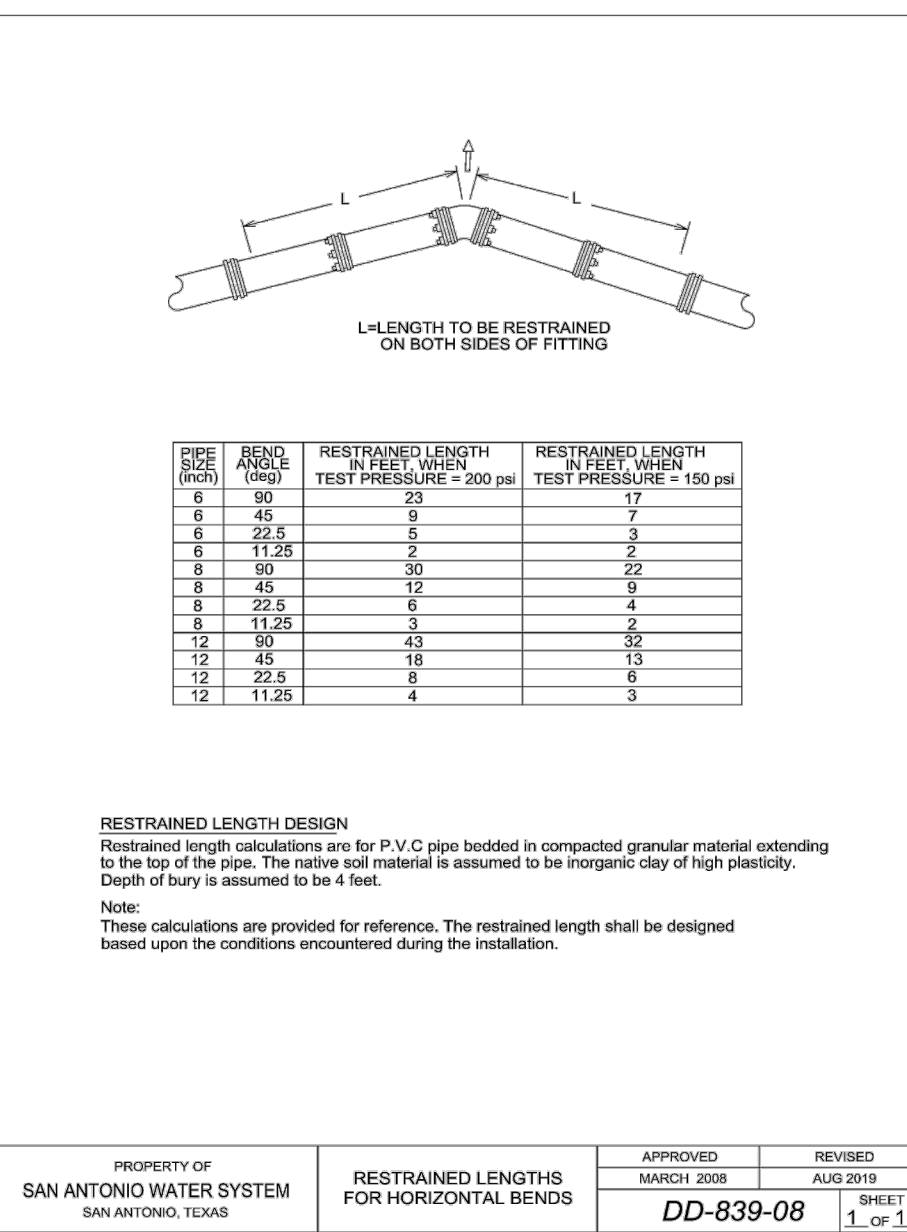 L
L
L=LENGTH TO BE RESTRAINED
ON BOTH SIDES OF FITTING
PIPE SIZE (inch) BEND ANGLE (deg) RESTRAINED LENGTH IN FEET, WHEN TEST PRESSURE = 200 psi RESTRAINED LENGTH IN FEET, WHEN TEST PRESSURE = 150 psi
6 90 23 17
6 45 9 7
6 22.5 5 3
6 11.25 2 2
8 90 30 22
8 45 12 9
8 22.5 6 4
8 11.25 3 2
12 90 43 32
12 45 18 13
12 22.5 8 6
12 11.25 4 3
RESTRAINED LENGTH DESIGN
Restrained length calculations are for P.V.C pipe bedded in compacted granular material extending
to the top of the pipe. The native soil material is assumed to be inorganic clay of high plasticity.
Depth of bury is assumed to be 4 feet.
Note:
These calculations are provided for reference. The restrained length shall be designed
based upon the conditions encountered during the installation.
PROPERTY OF
SAN ANTONIO WATER SYSTEM
SAN ANTONIO, TEXAS
RESTRAINED LENGTHS
FOR HORIZONTAL BENDS
APPROVED REVISED
MARCH 2008 AUG 2019
DD-839-08
SHEET
1 OF 1